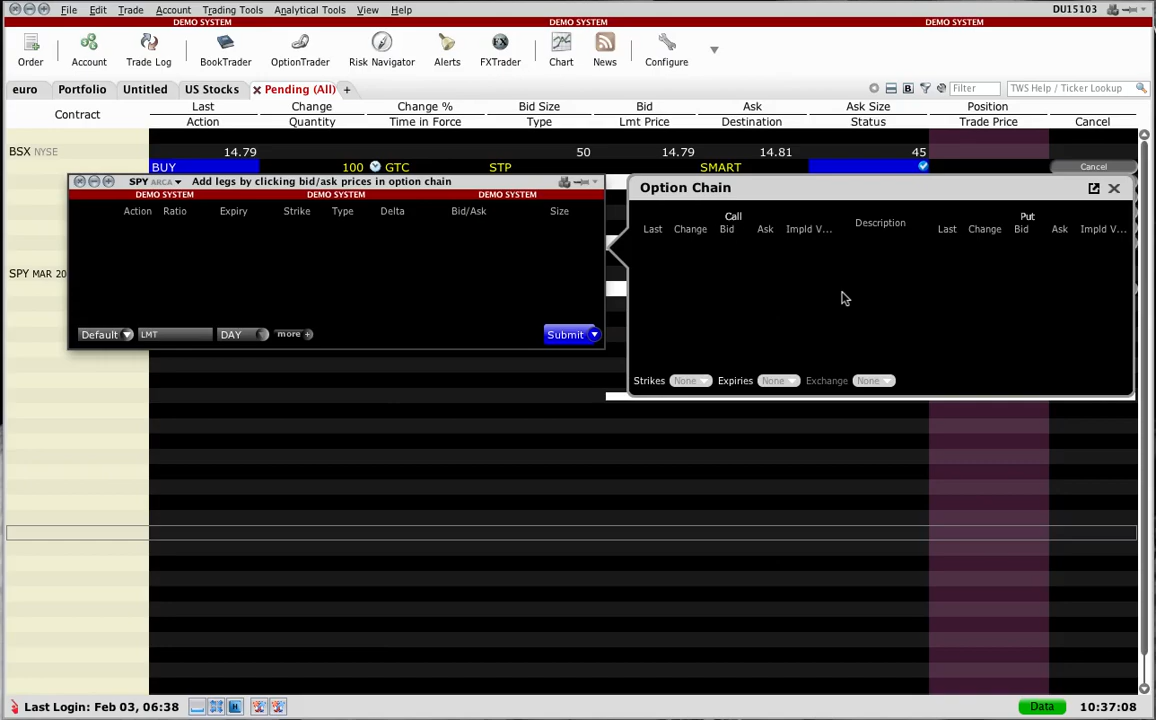 File Edit Trade Account Trading Tools Analytical Tools View Help DU15103
DEMO SYSTEM DEMO SYSTEM DEMO SYSTEM
Order Account Trade Log BookTrader OptionTrader Risk Navigator Alerts FXTrader Chart News Configure
euro Portfolio Untitled US Stocks Pending (All) + B Filter TWS Help / Ticker Lookup
Contract
Last Change Change % Bid Size Bid Ask Ask Size Position
Action Quantity Time in Force Type Lmt Price Destination Status Trade Price Cancel
BSX NYSE 14.79 50 14.79 14.81 45
BUY 100 GTC STP SMART Cancel
SPY ARCA Add legs by clicking bid/ask prices in option chain
DEMO SYSTEM DEMO SYSTEM DEMO SYSTEM
Action Ratio Expiry Strike Type Delta Bid/Ask Size
SPY MAR 20
Default LMT DAY more + Submit
Option Chain
Call Description Put
Last Change Bid Ask Impld V... Last Change Bid Ask Impld V...
Strikes None Expiries None Exchange None
Last Login: Feb 03, 06:38 H Data 10:37:08